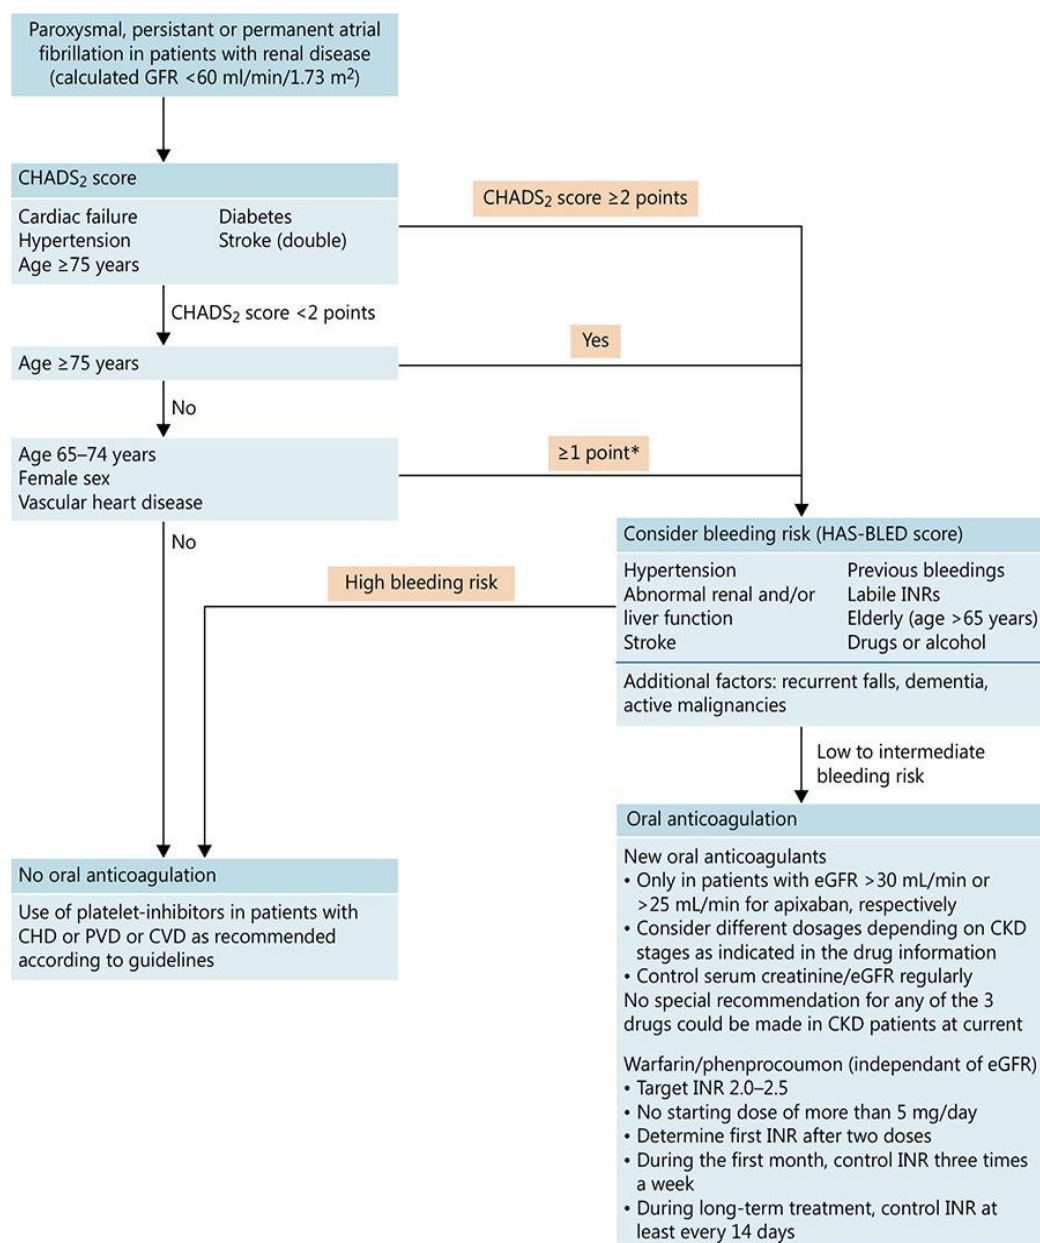 Paroxysmal, persistant or permanent atrial
fibrillation in patients with renal disease
(calculated GFR <60 ml/min/1.73 m²)
CHADS₂ score
Cardiac failure
Hypertension
Age ≥75 years
Diabetes
Stroke (double)
CHADS₂ score ≥2 points
CHADS₂ score <2 points
Age ≥75 years
Yes
No
Age 65–74 years
Female sex
Vascular heart disease
≥1 point*
No
Consider bleeding risk (HAS-BLED score)
Hypertension
Abnormal renal and/or
liver function
Stroke
Previous bleedings
Labile INRs
Elderly (age >65 years)
Drugs or alcohol
Additional factors: recurrent falls, dementia,
active malignancies
High bleeding risk
Low to intermediate
bleeding risk
No oral anticoagulation
Use of platelet-inhibitors in patients with
CHD or PVD or CVD as recommended
according to guidelines
Oral anticoagulation
New oral anticoagulants
• Only in patients with eGFR >30 mL/min or
>25 mL/min for apixaban, respectively
• Consider different dosages depending on CKD
stages as indicated in the drug information
• Control serum creatinine/eGFR regularly
No special recommendation for any of the 3
drugs could be made in CKD patients at current
Warfarin/phenprocoumon (independant of eGFR)
• Target INR 2.0–2.5
• No starting dose of more than 5 mg/day
• Determine first INR after two doses
• During the first month, control INR three times
a week
• During long-term treatment, control INR at
least every 14 days